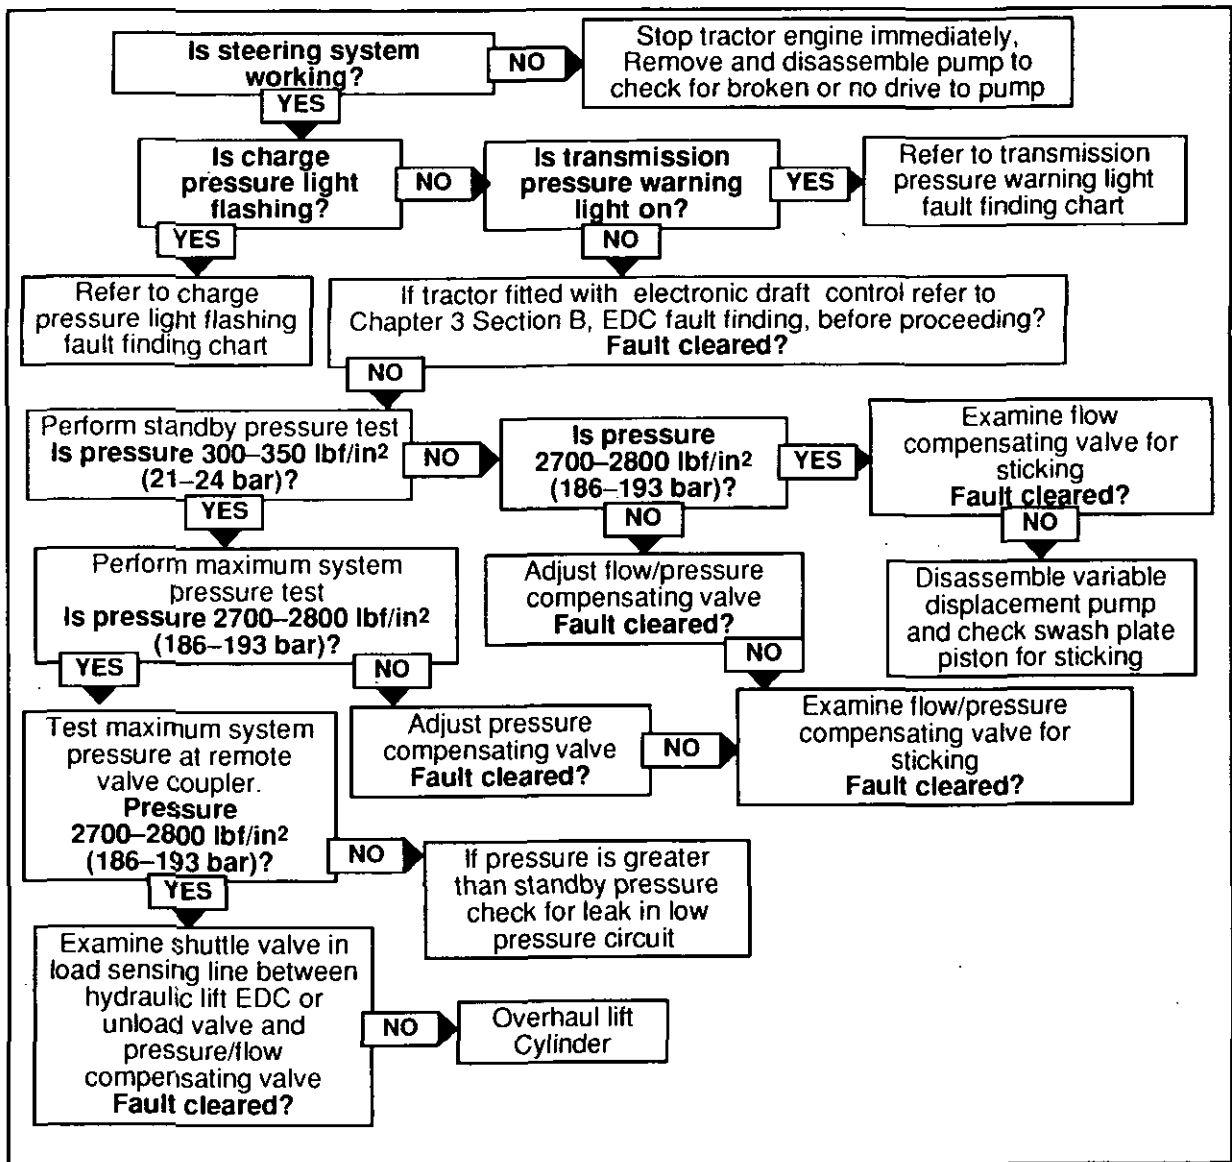 Is steering system
working?
NO
Stop tractor engine immediately,
Remove and disassemble pump to
check for broken or no drive to pump
YES
Is charge
pressure light
flashing?
NO
Is transmission
pressure warning
light on?
YES
Refer to transmission
pressure warning light
fault finding chart
YES
NO
Refer to charge
pressure light flashing
fault finding chart
If tractor fitted with electronic draft control refer to
Chapter 3 Section B, EDC fault finding, before proceeding?
Fault cleared?
NO
Perform standby pressure test
Is pressure 300–350 lbf/in²
(21–24 bar)?
NO
Is pressure
2700–2800 lbf/in²
(186–193 bar)?
YES
Examine flow
compensating valve for
sticking
Fault cleared?
YES
NO
NO
Perform maximum system
pressure test
Is pressure 2700–2800 lbf/in²
(186–193 bar)?
Adjust flow/pressure
compensating valve
Fault cleared?
Disassemble variable
displacement pump
and check swash plate
piston for sticking
YES
NO
NO
Test maximum system
pressure at remote
valve coupler.
Pressure
2700–2800 lbf/in²
(186–193 bar)?
Adjust pressure
compensating valve
Fault cleared?
NO
Examine flow/pressure
compensating valve for
sticking
Fault cleared?
NO
If pressure is greater
than standby pressure
check for leak in low
pressure circuit
YES
Examine shuttle valve in
load sensing line between
hydraulic lift EDC or
unload valve and
pressure/flow
compensating valve
Fault cleared?
NO
Overhaul lift
Cylinder